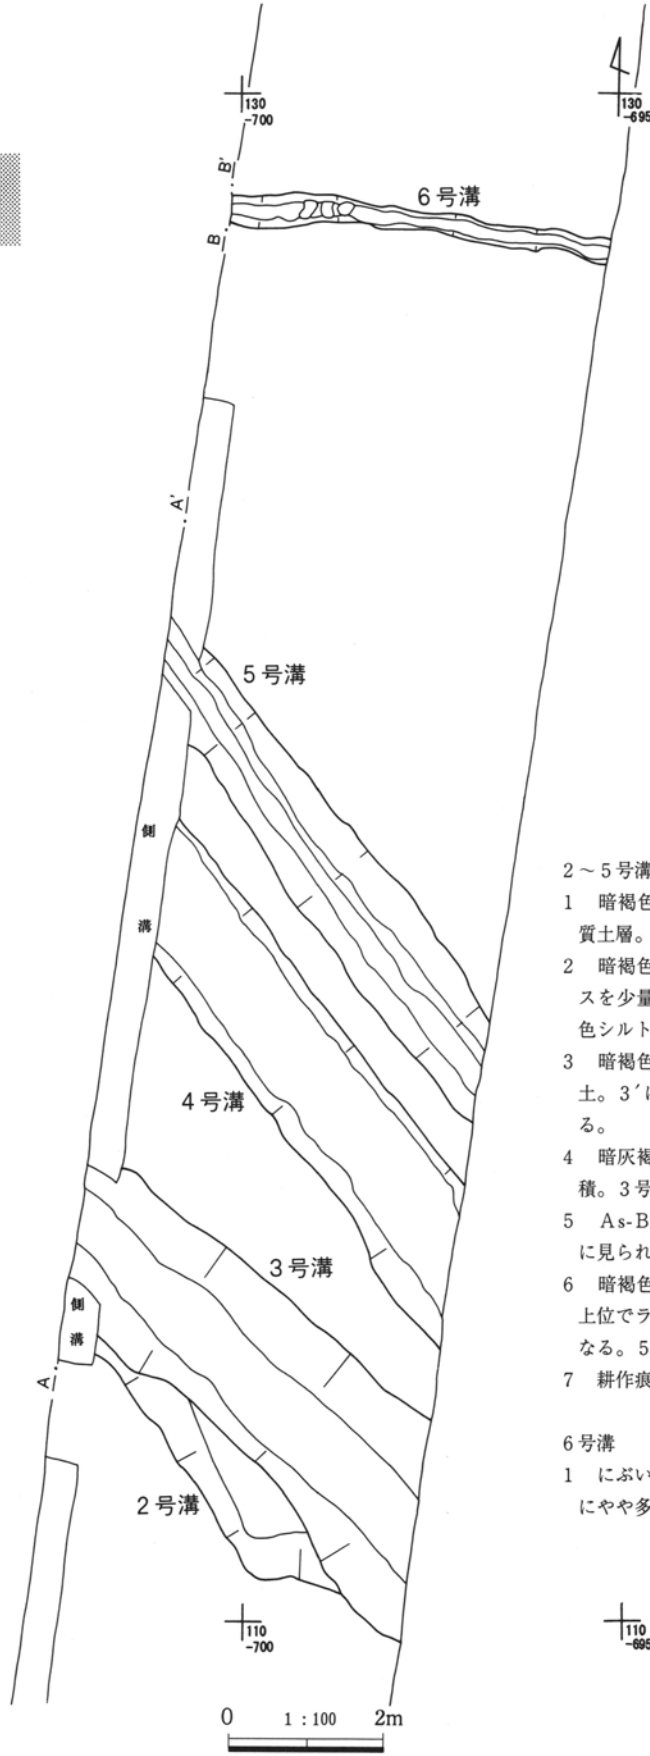 130
-700
130
-695
B'
6号溝
B
A'
5号溝
側
溝
4号溝
3号溝
側
溝
A
2号溝
110
-700
110
-695
0 1:100 2m
2～5号溝
1 暗褐色
質土層。
2 暗褐色
スを少量
色シルト
3 暗褐色
土。3′に
る。
4 暗灰褐
積。3号
5 As-B
に見られ
6 暗褐色
上位でラ
なる。5
7 耕作痕
6号溝
1 にぶい
にやや多